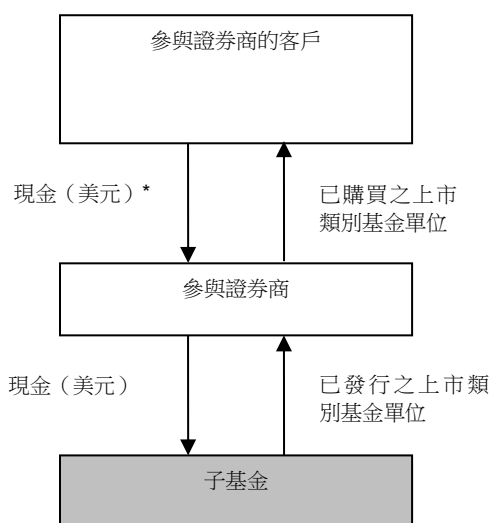 參與證券商的客戶
現金（美元）*
已購買之上市
類別基金單位
參與證券商
現金（美元）
已發行之上市類
別基金單位
子基金